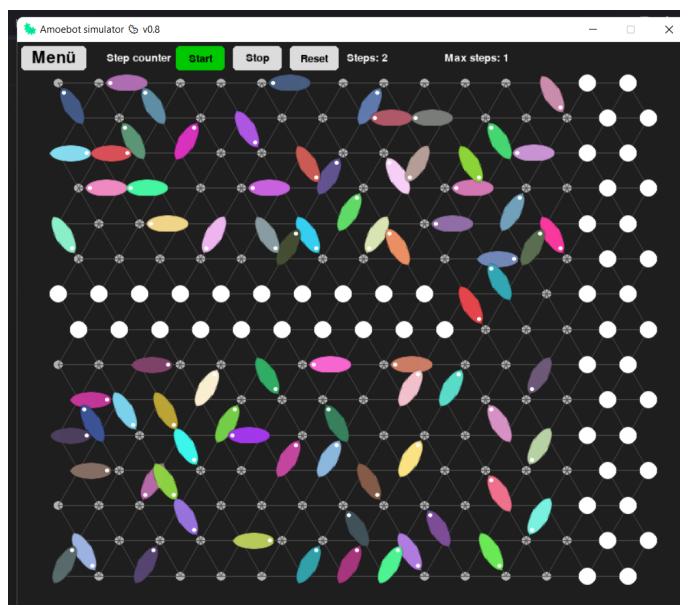 Amoebot simulator v0.8
Menü Step counter Start Stop Reset Steps: 2 Max steps: 1